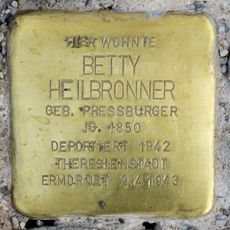 HIER WOHNTE
BETTY
HEILBRONNER
GEB. PRESSBURGER
JG. 1850
DEPORTIERT 1942
THERESIENSTADT
ERMORDET 2.4.1943